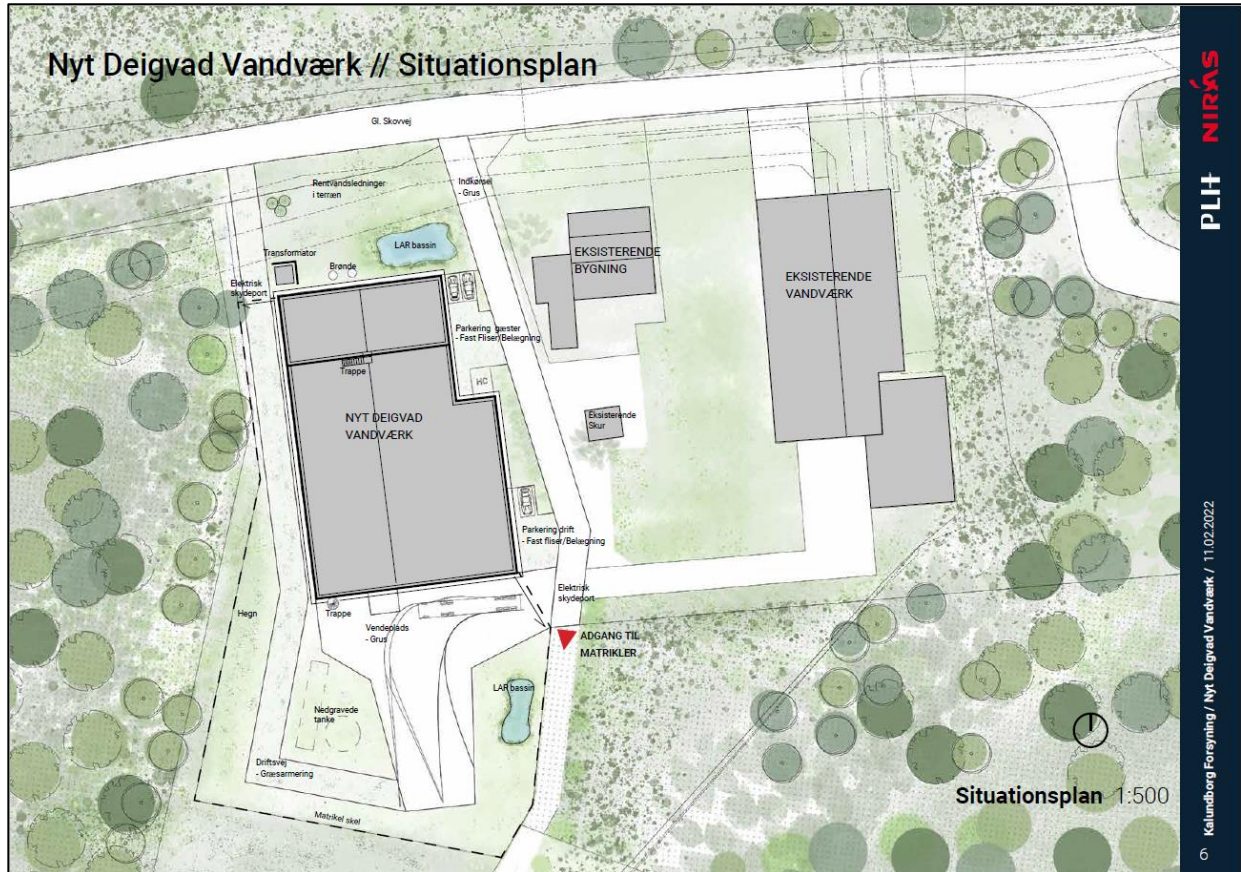 Nyt Deigvad Vandværk // Situationsplan
Gl. Skovvej
Rentvandsledninger
i terræn
Indkørsel
- Grus
Transformator
Brønde
LAR bassin
Elektrisk
skydeport
EKSISTERENDE
BYGNING
EKSISTERENDE
VANDVÆRK
Parkering gæster
- Fast Fliser/Belægning
Trappe
HC
NYT DEIGVAD
VANDVÆRK
Eksisterende
Skur
Parkering drift
- Fast fliser/Belægning
Elektrisk
skydeport
Hegn
Trappe
Vendeplads
- Grus
ADGANG TIL
MATRIKLER
LAR bassin
Nedgravede
tanke
Driftsvej
- Græsarmering
Matrikel skel
Situationsplan 1:500
PLH NIRÁS
Kalundborg Forsyning / Nyt Deigvad Vandværk / 11.02.2022
6